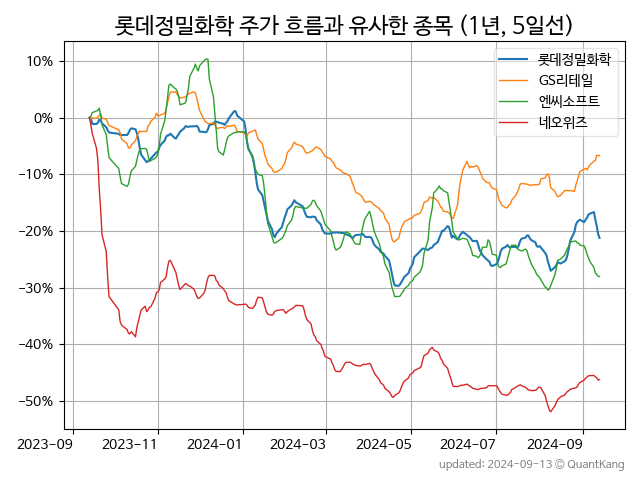 롯데정밀화학 주가 흐름과 유사한 종목 (1년, 5일선)
롯데정밀화학
GS리테일
엔씨소프트
네오위즈
10%
0%
−10%
−20%
−30%
−40%
−50%
2023-09
2023-11
2024-01
2024-03
2024-05
2024-07
2024-09
updated: 2024-09-13 © QuantKang